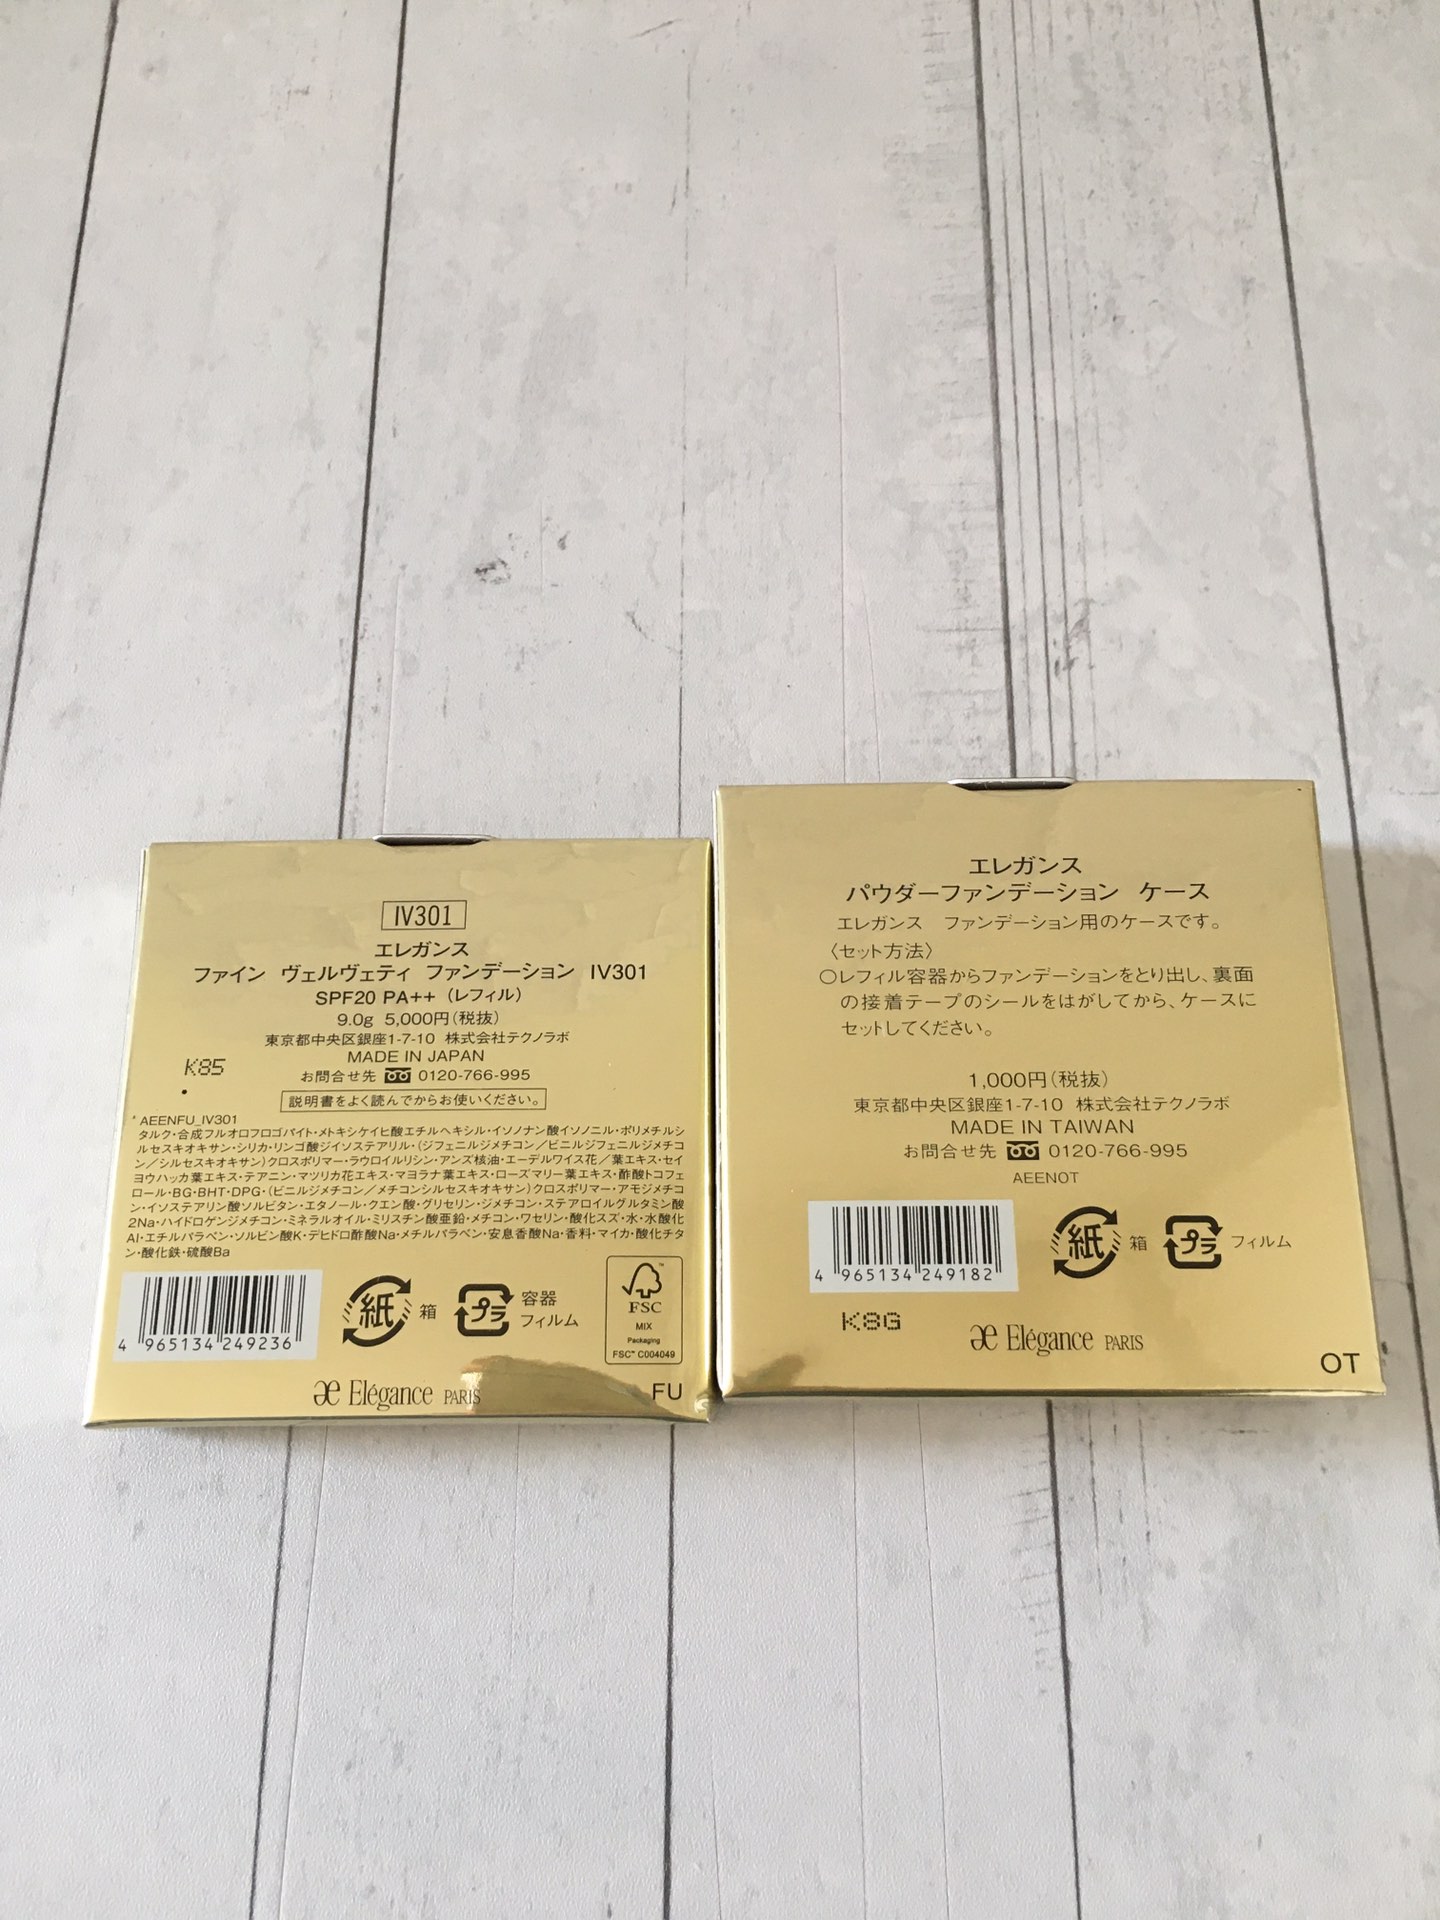 IV301
エレガンス
ファイン ヴェルヴェティ ファンデーション IV301
SPF20 PA++ (レフィル)
9.0g 5,000円(税抜)
東京都中央区銀座1-7-10 株式会社テクノラボ
MADE IN JAPAN
お問合せ先 0120-766-995
K85
説明書をよく読んでからお使いください。
* AEENFU_IV301
タルク・合成フルオロフロゴパイト・メトキシケイヒ酸エチルヘキシル・イソノナン酸イソノニル・ポリメチルシ
ルセスキオキサン・シリカ・リンゴ酸ジイソステアリル・(ジフェニルジメチコン/ビニルジフェニルジメチコ
ン/シルセスキオキサン)クロスポリマー・ラウロイルリシン・アンズ核油・エーデルワイス花/葉エキス・セイ
ヨウハッカ葉エキス・テアニン・マツリカ花エキス・マヨラナ葉エキス・ローズマリー葉エキス・酢酸トコフェ
ロール・BG・BHT・DPG・(ビニルジメチコン/メチコンシルセスキオキサン)クロスポリマー・アモジメチコ
ン・イソステアリン酸ソルビタン・エタノール・クエン酸・グリセリン・ジメチコン・ステアロイルグルタミン酸
2Na・ハイドロゲンジメチコン・ミネラルオイル・ミリスチン酸亜鉛・メチコン・ワセリン・酸化スズ・水・水酸化
Al・エチルパラベン・ソルビン酸K・デヒドロ酢酸Na・メチルパラベン・安息香酸Na・香料・マイカ・酸化チタ
ン・酸化鉄・硫酸Ba
4 965134 249236
紙 箱
プラ 容器
フィルム
FSC
MIX
Packaging
FSC™ C004049
æ Elégance PARIS
FU
エレガンス
パウダーファンデーション ケース
エレガンス ファンデーション用のケースです。
〈セット方法〉
○レフィル容器からファンデーションをとり出し、裏面
の接着テープのシールをはがしてから、ケースに
セットしてください。
1,000円(税抜)
東京都中央区銀座1-7-10 株式会社テクノラボ
MADE IN TAIWAN
お問合せ先 0120-766-995
AEENOT
4 965134 249182
紙 箱 プラ フィルム
K8G
æ Elégance PARIS
OT